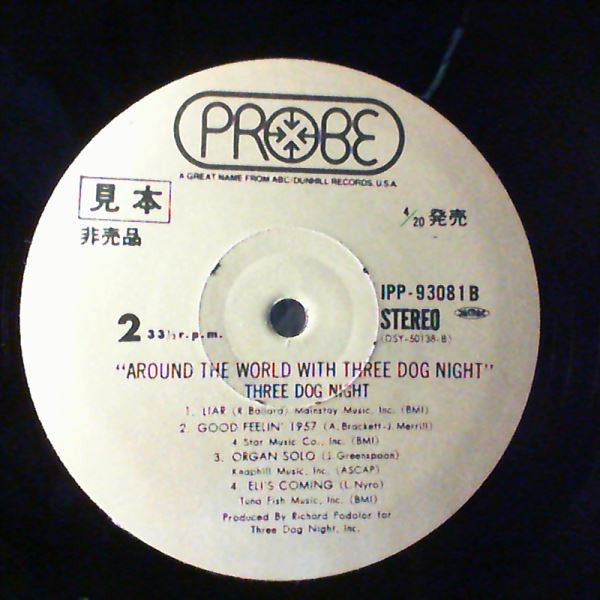 PROBE
A GREAT NAME FROM ABC/DUNHILL RECORDS, U.S.A.
見本
4/20 発売
非売品
IPP-93081B
2 33⅓ r.p.m.
STEREO
(DSY-50138-B)
"AROUND THE WORLD WITH THREE DOG NIGHT"
THREE DOG NIGHT
1. LIAR (R. Ballard) Mainstay Music, Inc. (BMI)
2. GOOD FEELIN' 1957 (A. Brackett-J. Merrill)
4 Star Music Co., Inc. (BMI)
3. ORGAN SOLO (J. Greenspoon)
Knaphill Music, Inc. (ASCAP)
4. ELI'S COMING (L. Nyro)
Tuna Fish Music, Inc. (BMI)
Produced By Richard Podolor for
Three Dog Night, Inc.